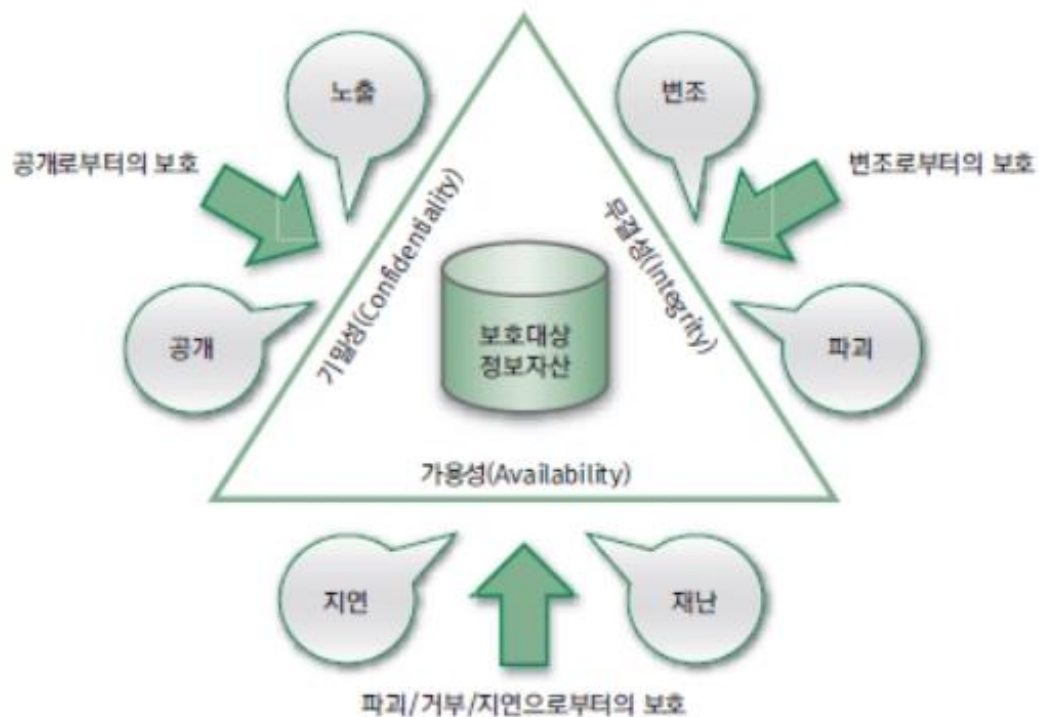 노출
변조
공개로부터의 보호
변조로부터의 보호
기밀성(Confidentiality)
무결성(Integrity)
공개
보호대상
정보자산
파괴
가용성(Availability)
지연
재난
파괴/거부/지연으로부터의 보호